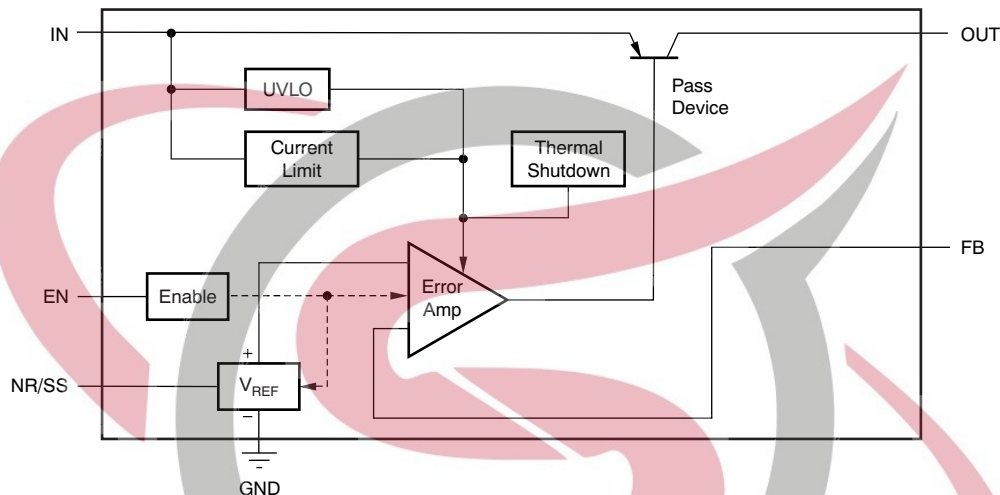 IN
OUT
UVLO
Pass
Device
Current
Limit
Thermal
Shutdown
FB
EN
Enable
Error
Amp
+
NR/SS
VREF
−
GND